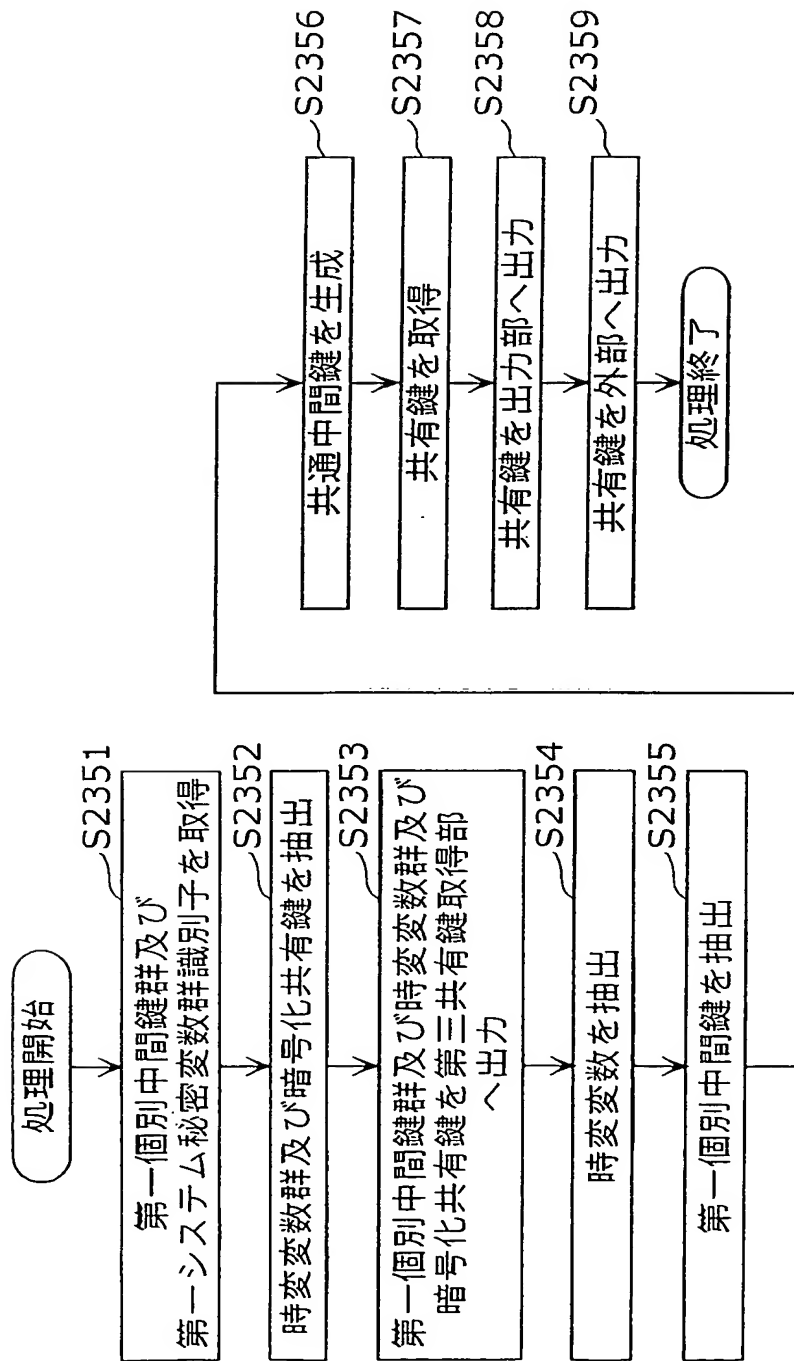 処理開始
S2351
第一個別中間鍵群及び
第一システム秘密変数群識別子を取得
S2352
時変変数群及び暗号化共有鍵を抽出
S2353
第一個別中間鍵群及び時変変数群及び
暗号化共有鍵を第三共有鍵取得部
へ出力
S2354
時変変数を抽出
S2355
第一個別中間鍵を抽出
S2356
共通中間鍵を生成
S2357
共有鍵を取得
S2358
共有鍵を出力部へ出力
S2359
共有鍵を外部へ出力
処理終了